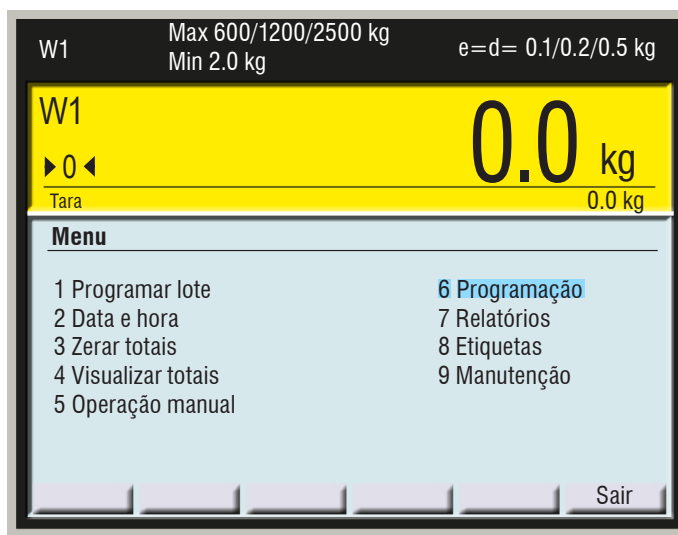 W1 Max 600/1200/2500 kg e=d= 0.1/0.2/0.5 kg
Min 2.0 kg
W1 0.0 kg
0
Tara 0.0 kg
Menu
1 Programar lote 6 Programação
2 Data e hora 7 Relatórios
3 Zerar totais 8 Etiquetas
4 Visualizar totais 9 Manutenção
5 Operação manual
Sair